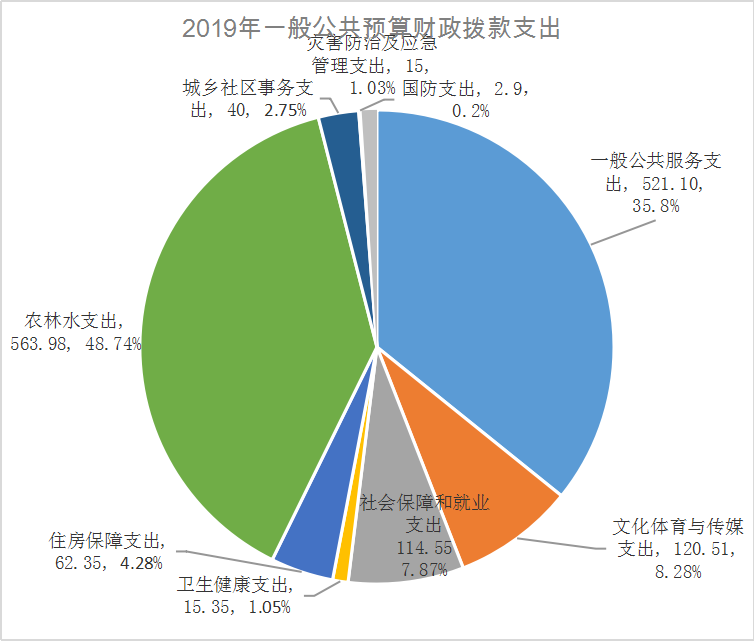 2019年一般公共预算财政拨款支出
灾害防治及应急
管理支出, 15,
1.03%
国防支出, 2.9,
0.2%
城乡社区事务支
出, 40, 2.75%
一般公共服务支
出, 521.10,
35.8%
农林水支出,
563.98, 48.74%
社会保障和就业
支出
114.55
7.87%
文化体育与传媒
支出, 120.51,
8.28%
住房保障支出,
62.35, 4.28%
卫生健康支出,
15.35, 1.05%